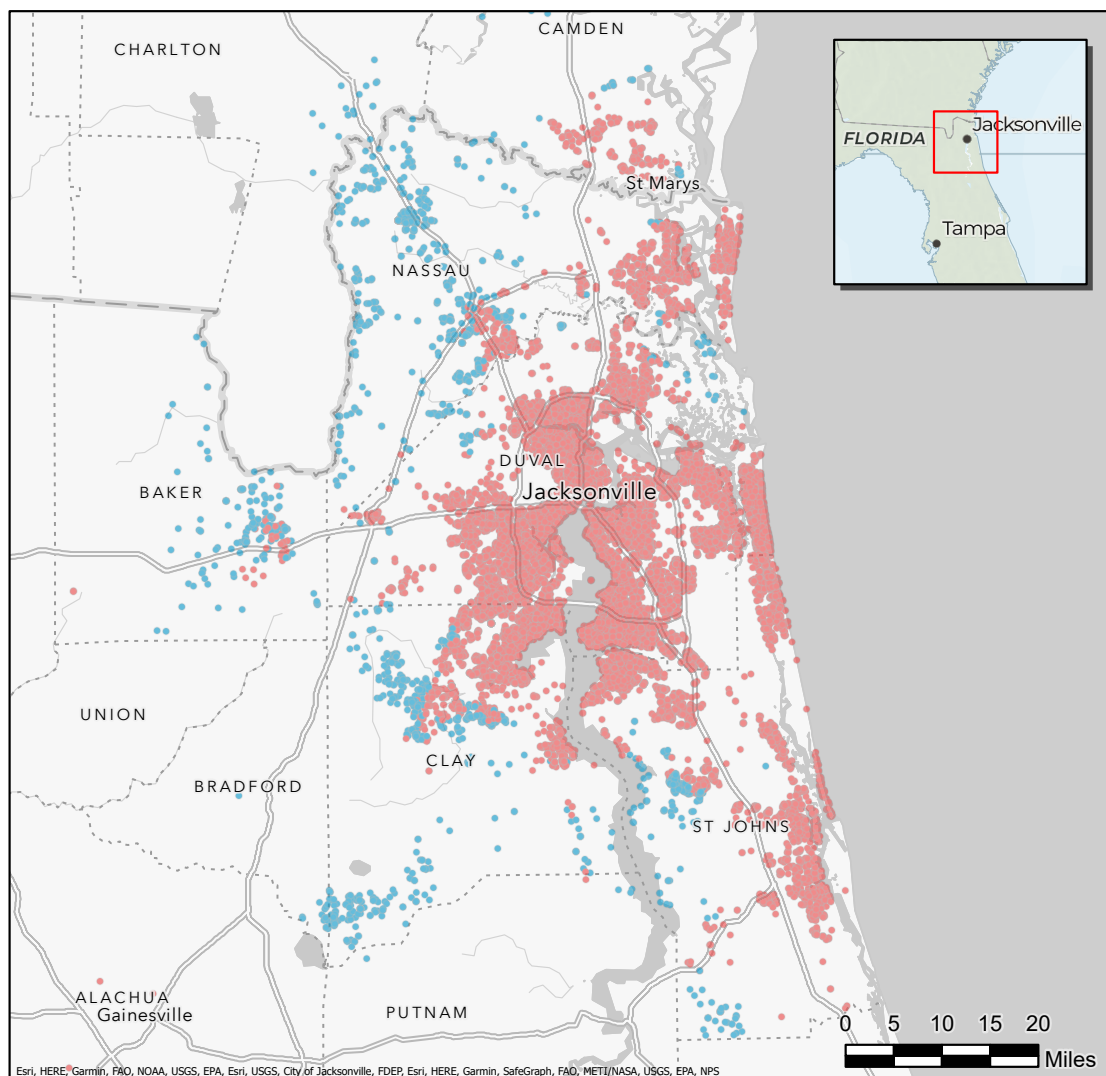 CAMDEN
CHARLTON
FLORIDA
Jacksonville
Tampa
St Marys
NASSAU
DUVAL
Jacksonville
BAKER
UNION
CLAY
BRADFORD
ST JOHNS
ALACHUA
Gainesville
PUTNAM
0 5 10 15 20
Miles
Esri, HERE, Garmin, FAO, NOAA, USGS, EPA, Esri, USGS, City of Jacksonville, FDEP, Esri, HERE, Garmin, SafeGraph, FAO, METI/NASA, USGS, EPA, NPS